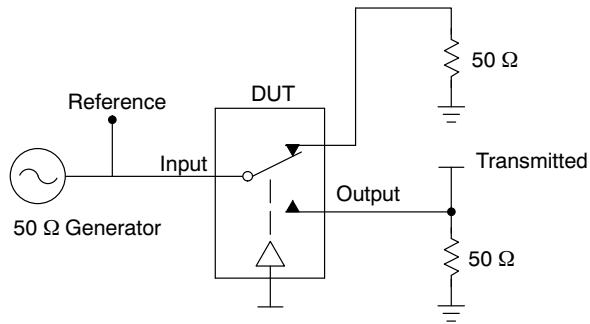 50 Ω
Reference
DUT
Input
Transmitted
Output
50 Ω Generator
50 Ω